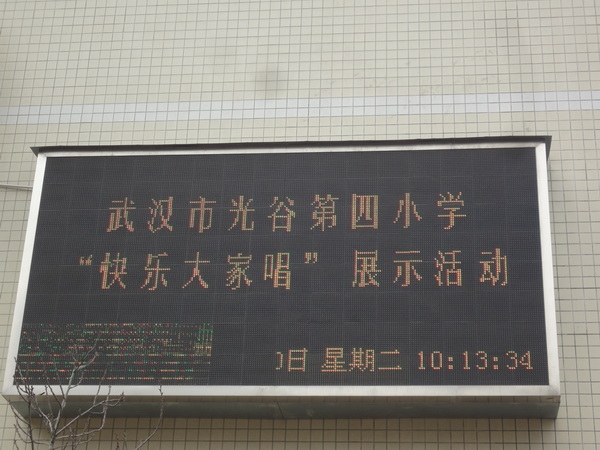 武汉市光谷第四小学
“快乐大家唱”展示活动
日 星期二 10:13:34